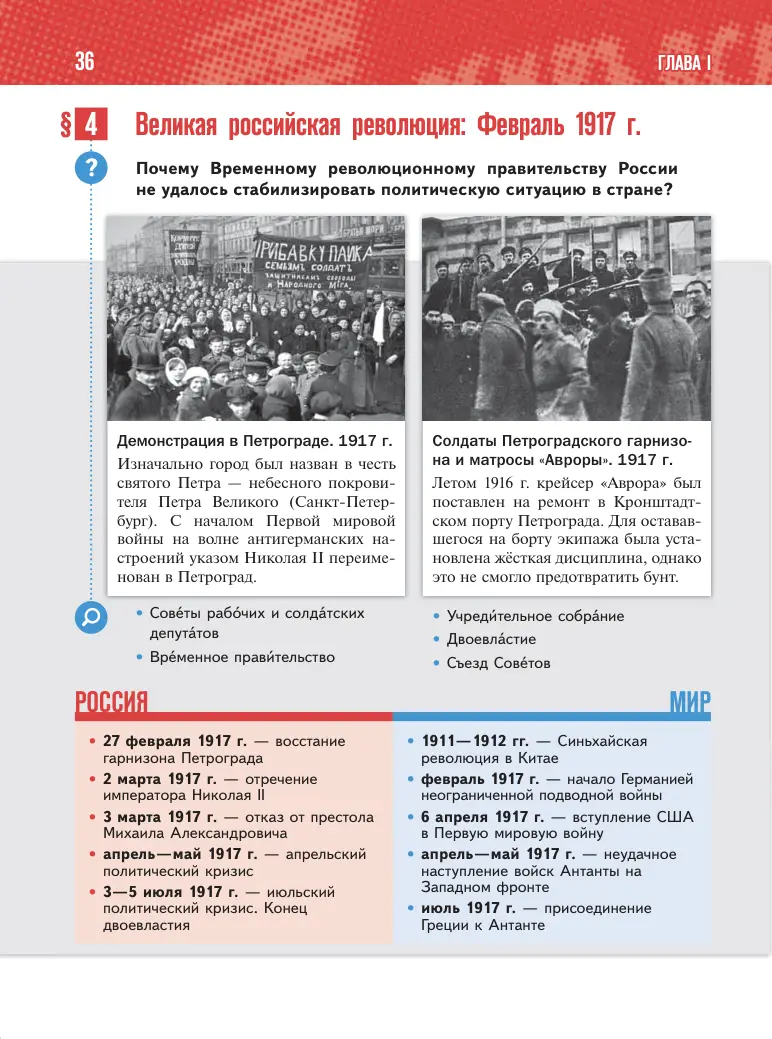 36
ГЛАВА I
§ 4
Великая российская революция: Февраль 1917 г.
?
Почему Временному революционному правительству России
не удалось стабилизировать политическую ситуацию в стране?
ПРИБАВКУ ПАЙКА
СЕМЬЯМЪ СОЛДАТЪ
ЗАЩИТНИКАМЪ СВОБОДЫ
И НАРОДНОГО МIРА
Демонстрация в Петрограде. 1917 г.
Изначально город был назван в честь
святого Петра — небесного покрови-
теля Петра Великого (Санкт-Петер-
бург). С началом Первой мировой
войны на волне антигерманских на-
строений указом Николая II переиме-
нован в Петроград.
Солдаты Петроградского гарнизо-
на и матросы «Авроры». 1917 г.
Летом 1916 г. крейсер «Аврора» был
поставлен на ремонт в Кронштадт-
ском порту Петрограда. Для оставав-
шегося на борту экипажа была уста-
новлена жёсткая дисциплина, однако
это не смогло предотвратить бунт.
• Сове́ты рабо́чих и солда́тских
депута́тов
• Вре́менное прави́тельство
• Учреди́тельное собра́ние
• Двоевла́стие
• Съезд Сове́тов
РОССИЯ
• 27 февраля 1917 г. — восстание
гарнизона Петрограда
• 2 марта 1917 г. — отречение
императора Николая II
• 3 марта 1917 г. — отказ от престола
Михаила Александровича
• апрель—май 1917 г. — апрельский
политический кризис
• 3—5 июля 1917 г. — июльский
политический кризис. Конец
двоевластия
МИР
• 1911—1912 гг. — Синьхайская
революция в Китае
• февраль 1917 г. — начало Германией
неограниченной подводной войны
• 6 апреля 1917 г. — вступление США
в Первую мировую войну
• апрель—май 1917 г. — неудачное
наступление войск Антанты на
Западном фронте
• июль 1917 г. — присоединение
Греции к Антанте